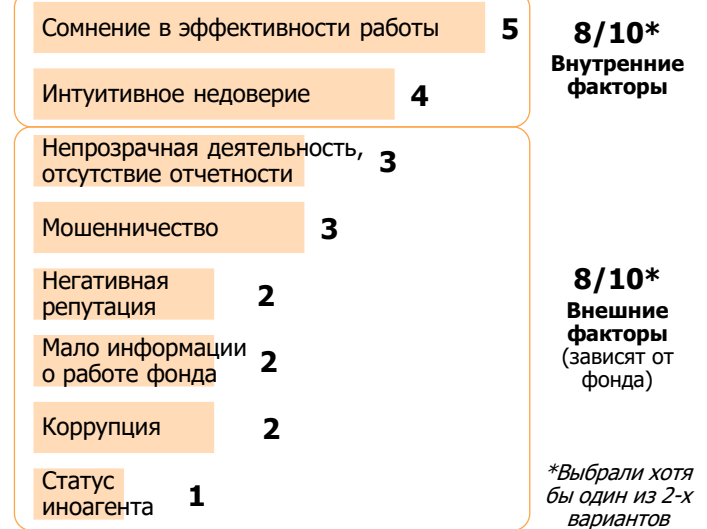 Сомнение в эффективности работы 5
Интуитивное недоверие 4
8/10*
Внутренние
факторы
Непрозрачная деятельность,
отсутствие отчетности 3
Мошенничество 3
Негативная
репутация 2
Мало информации
о работе фонда 2
Коррупция 2
Статус
иноагента 1
8/10*
Внешние
факторы
(зависят от
фонда)
*Выбрали хотя
бы один из 2-х
вариантов